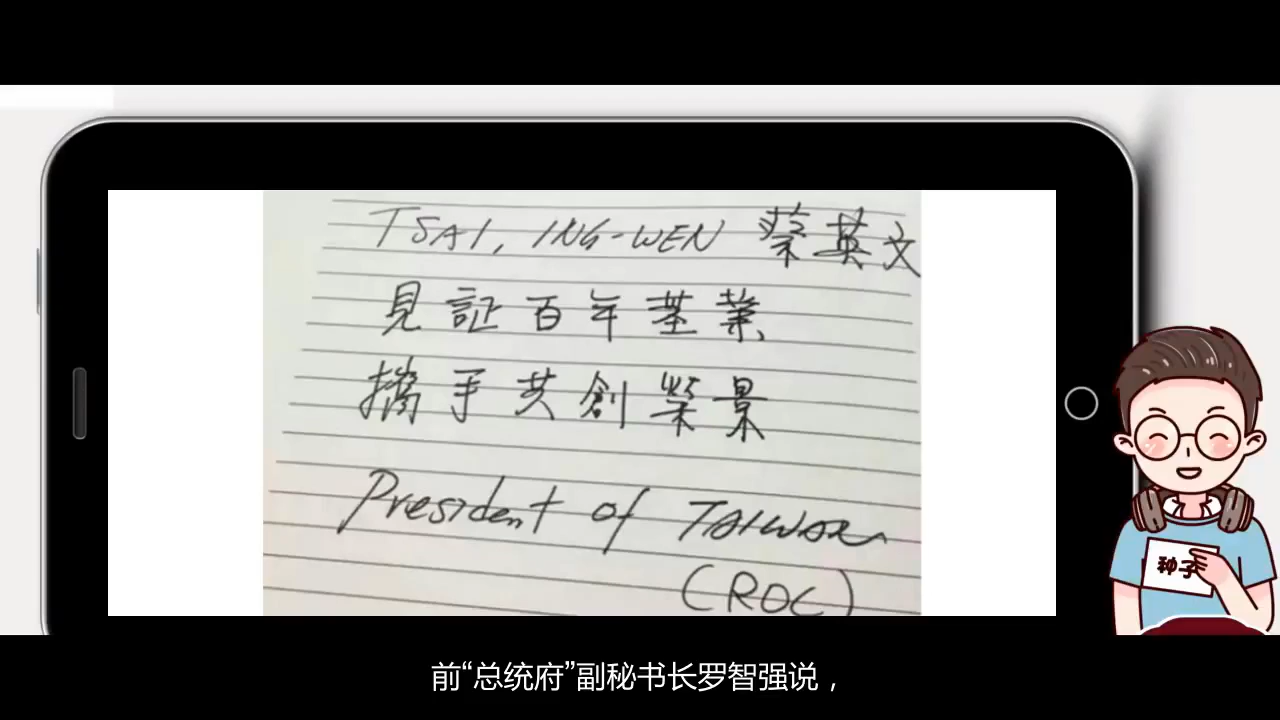 TSAI, ING-WEN 蔡英文
見証百年基業
攜手共創榮景
President of TAIWAN
(ROC)
种子
前“总统府”副秘书长罗智强说，